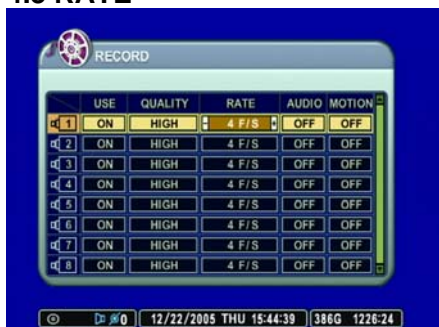 4.3 RATE
RECORD
USE QUALITY RATE AUDIO MOTION
1 ON HIGH - 4 F/S + OFF OFF
2 ON HIGH 4 F/S OFF OFF
3 ON HIGH 4 F/S OFF OFF
4 ON HIGH 4 F/S OFF OFF
5 ON HIGH 4 F/S OFF OFF
6 ON HIGH 4 F/S OFF OFF
7 ON HIGH 4 F/S OFF OFF
8 ON HIGH 4 F/S OFF OFF
0 12/22/2005 THU 15:44:39 386G 1226:24